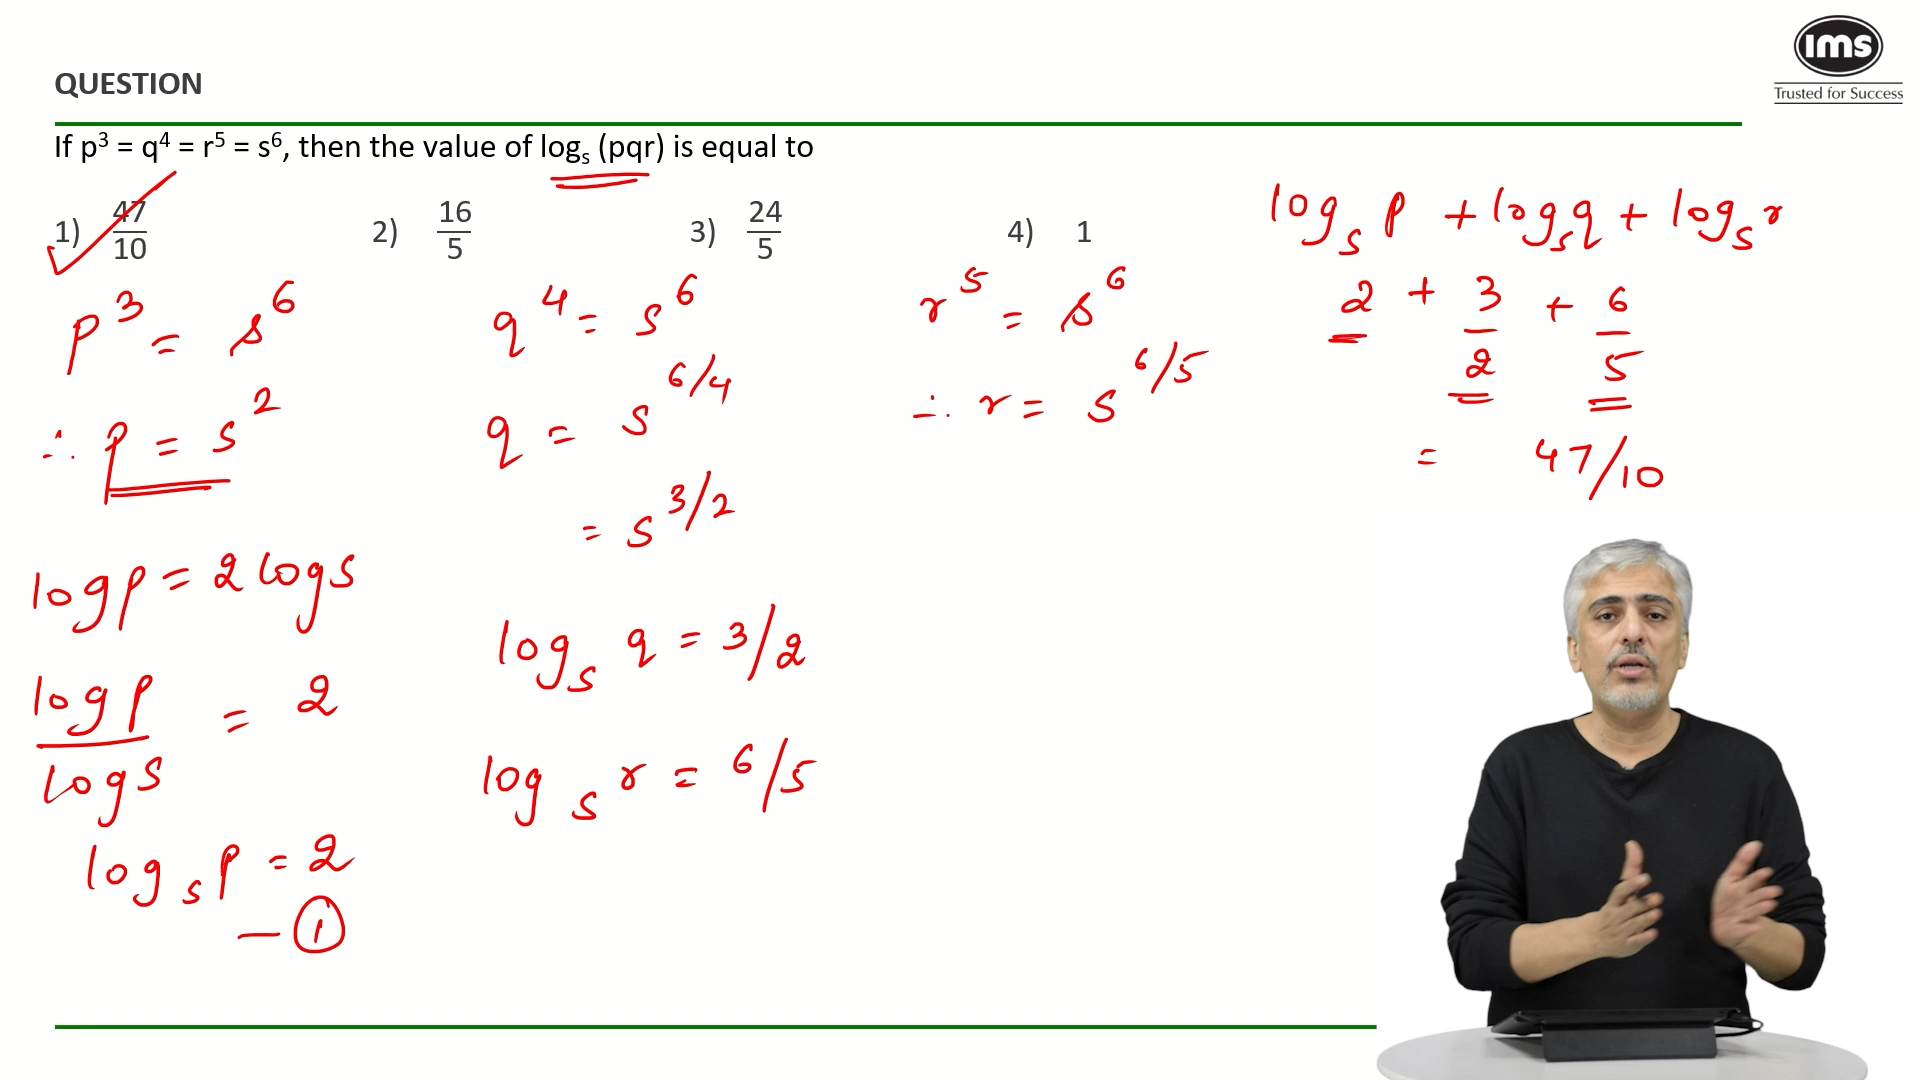 ims
Trusted for Success
QUESTION
If p³ = q⁴ = r⁵ = s⁶, then the value of logₛ (pqr) is equal to
1) 47/10 2) 16/5 3) 24/5 4) 1
logₛ p + logₛ q + logₛ r
2 + 3/2 + 6/5
= 47/10
p³ = s⁶
∴ p = s²
log p = 2 log s
log p / log s = 2
logₛ p = 2
— ①
q⁴ = s⁶
q = s^6/4
= s^3/2
logₛ q = 3/2
logₛ r = 6/5
r⁵ = s⁶
∴ r = s^6/5